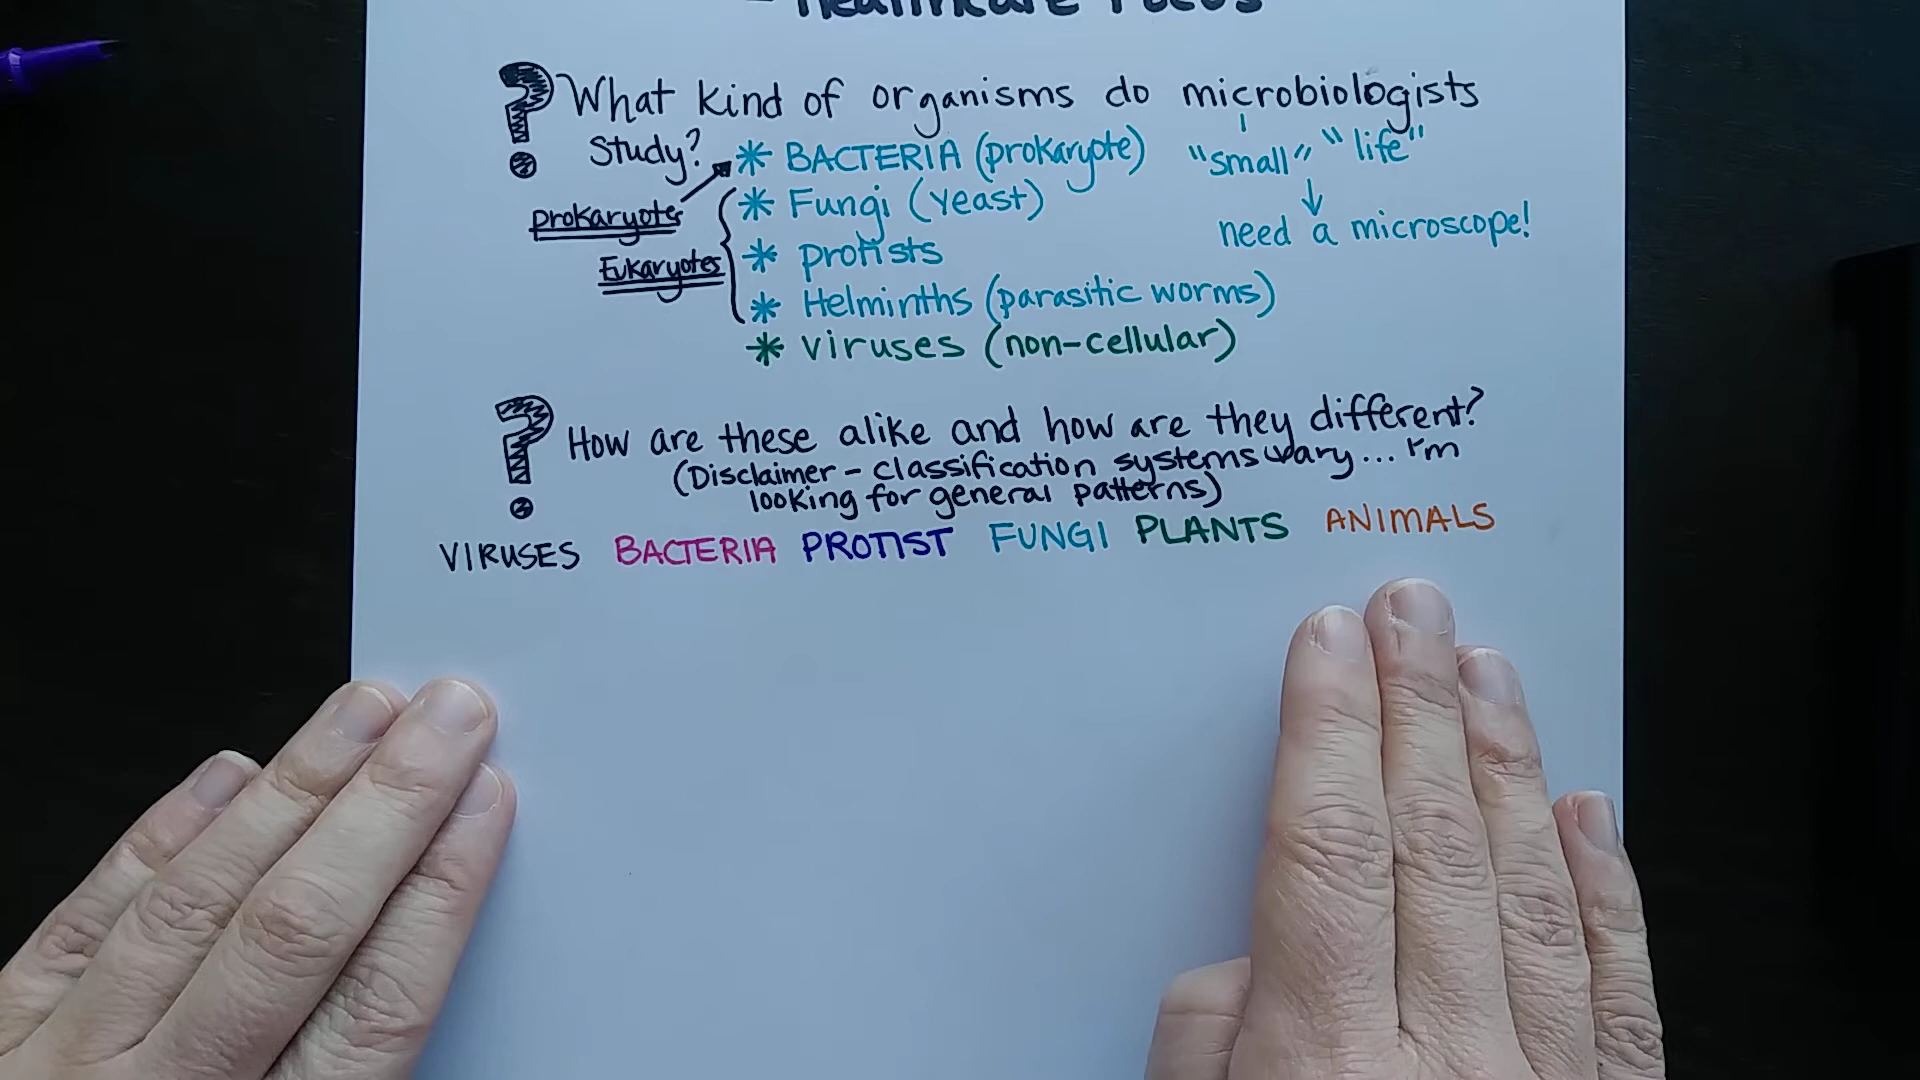 - Healthcare Focus
? What kind of organisms do microbiologists
study? * BACTERIA (prokaryote) "small" "life"
prokaryotes * Fungi (yeast) need a microscope!
Eukaryotes * protists
* Helminths (parasitic worms)
* viruses (non-cellular)
? How are these alike and how are they different?
(Disclaimer - classification systems vary... I'm
looking for general patterns)
VIRUSES BACTERIA PROTIST FUNGI PLANTS ANIMALS